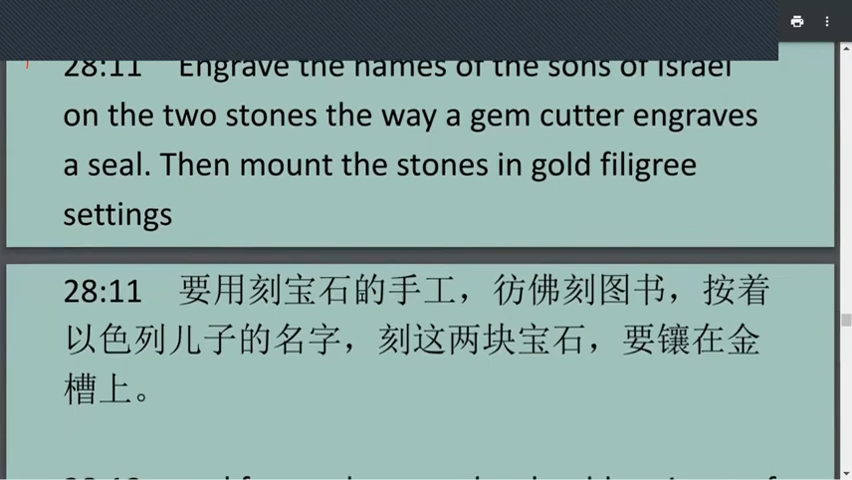 28:11 Engrave the names of the sons of Israel
on the two stones the way a gem cutter engraves
a seal. Then mount the stones in gold filigree
settings
28:11 要用刻宝石的手工，彷佛刻图书，按着
以色列儿子的名字，刻这两块宝石，要镶在金
槽上。